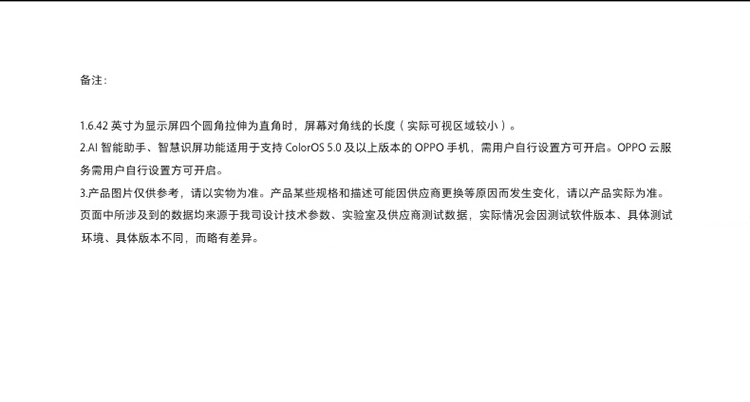 备注：
1.6.42 英寸为显示屏四个圆角拉伸为直角时，屏幕对角线的长度（实际可视区域较小）。
2.AI 智能助手、智慧识屏功能适用于支持 ColorOS 5.0 及以上版本的 OPPO 手机，需用户自行设置方可开启。OPPO 云服
务需用户自行设置方可开启。
3.产品图片仅供参考，请以实物为准。产品某些规格和描述可能因供应商更换等原因而发生变化，请以产品实际为准。
页面中所涉及到的数据均来源于我司设计技术参数、实验室及供应商测试数据，实际情况会因测试软件版本、具体测试
环境、具体版本不同，而略有差异。